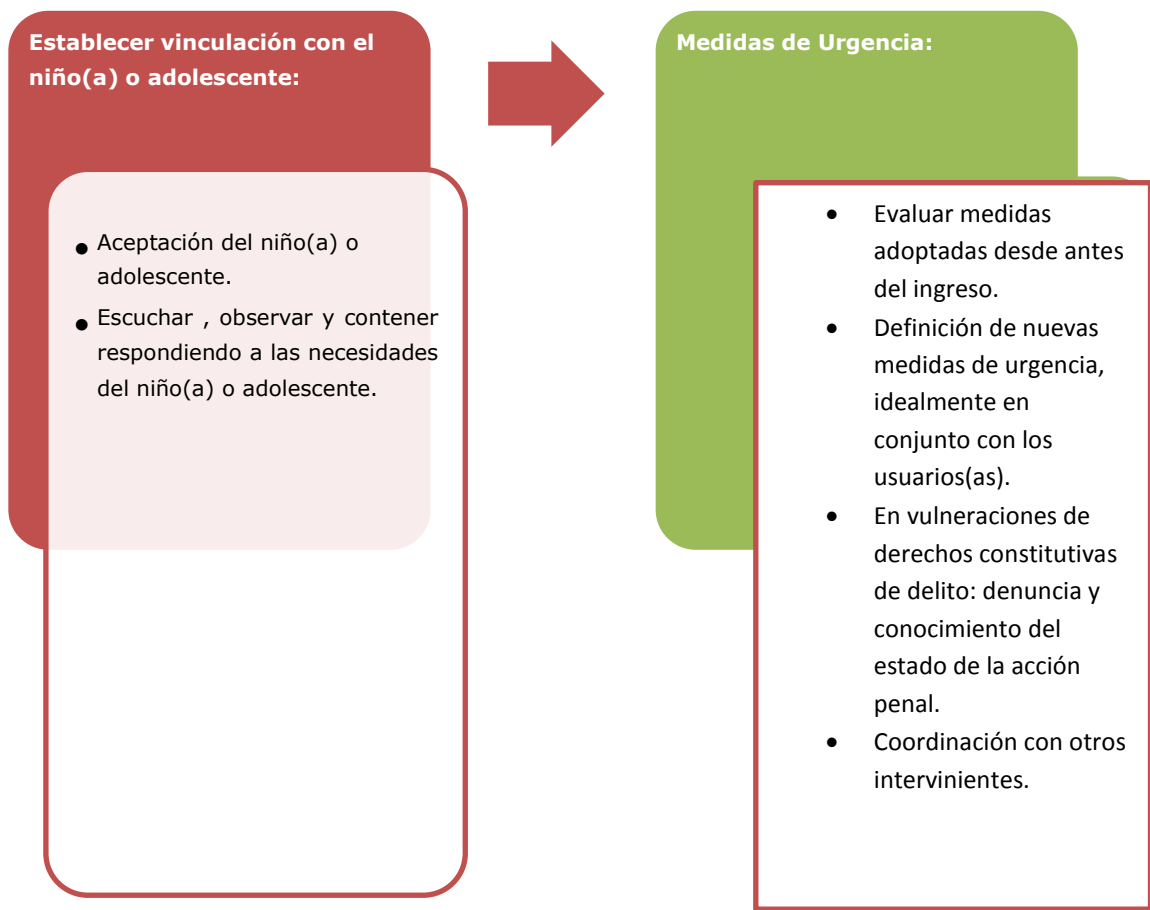 Establecer vinculación con el
niño(a) o adolescente:
• Aceptación del niño(a) o
adolescente.
• Escuchar , observar y contener
respondiendo a las necesidades
del niño(a) o adolescente.
Medidas de Urgencia:
• Evaluar medidas
adoptadas desde antes
del ingreso.
• Definición de nuevas
medidas de urgencia,
idealmente en
conjunto con los
usuarios(as).
• En vulneraciones de
derechos constitutivas
de delito: denuncia y
conocimiento del
estado de la acción
penal.
• Coordinación con otros
intervinientes.